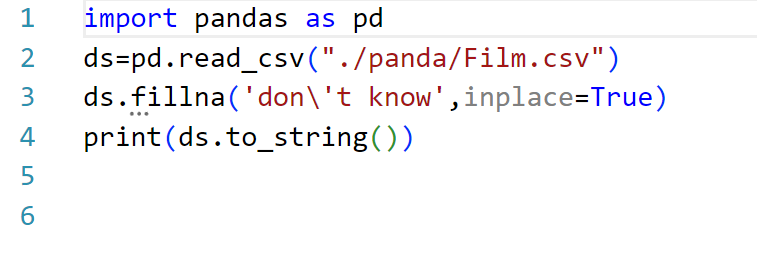 1 import pandas as pd
2 ds=pd.read_csv("./panda/Film.csv")
3 ds.fillna('don\'t know',inplace=True)
4 print(ds.to_string())
5
6